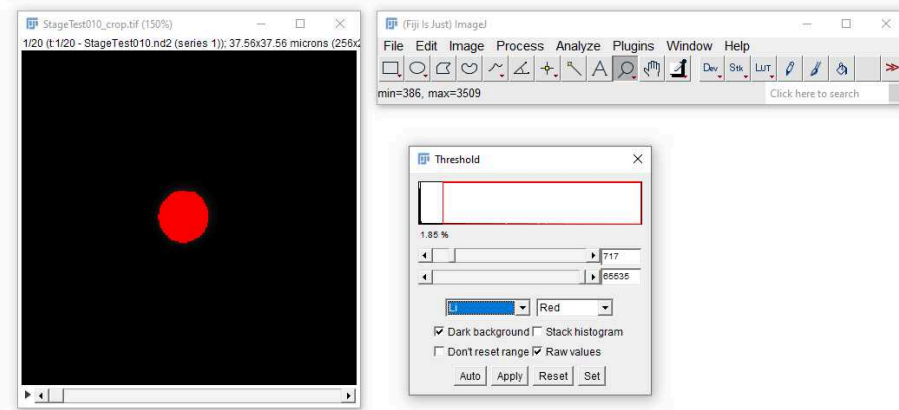 StageTest010_crop.tif (150%)
1/20 (t:1/20 - StageTest010.nd2 (series 1)); 37.56x37.56 microns (256x2
(Fiji Is Just) ImageJ
File Edit Image Process Analyze Plugins Window Help
Dev Stk LUT
min=386, max=3509
Click here to search
Threshold
1.85 %
717
65535
Li Red
Dark background Stack histogram
Don't reset range Raw values
Auto Apply Reset Set